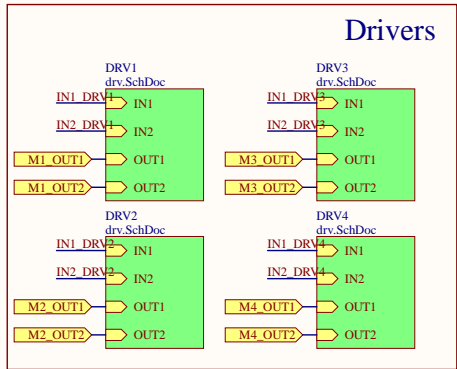 Drivers
DRV1
drv.SchDoc
IN1_DRV1 IN1
IN2_DRV1 IN2
M1_OUT1 OUT1
M1_OUT2 OUT2
DRV3
drv.SchDoc
IN1_DRV3 IN1
IN2_DRV3 IN2
M3_OUT1 OUT1
M3_OUT2 OUT2
DRV2
drv.SchDoc
IN1_DRV2 IN1
IN2_DRV2 IN2
M2_OUT1 OUT1
M2_OUT2 OUT2
DRV4
drv.SchDoc
IN1_DRV4 IN1
IN2_DRV4 IN2
M4_OUT1 OUT1
M4_OUT2 OUT2